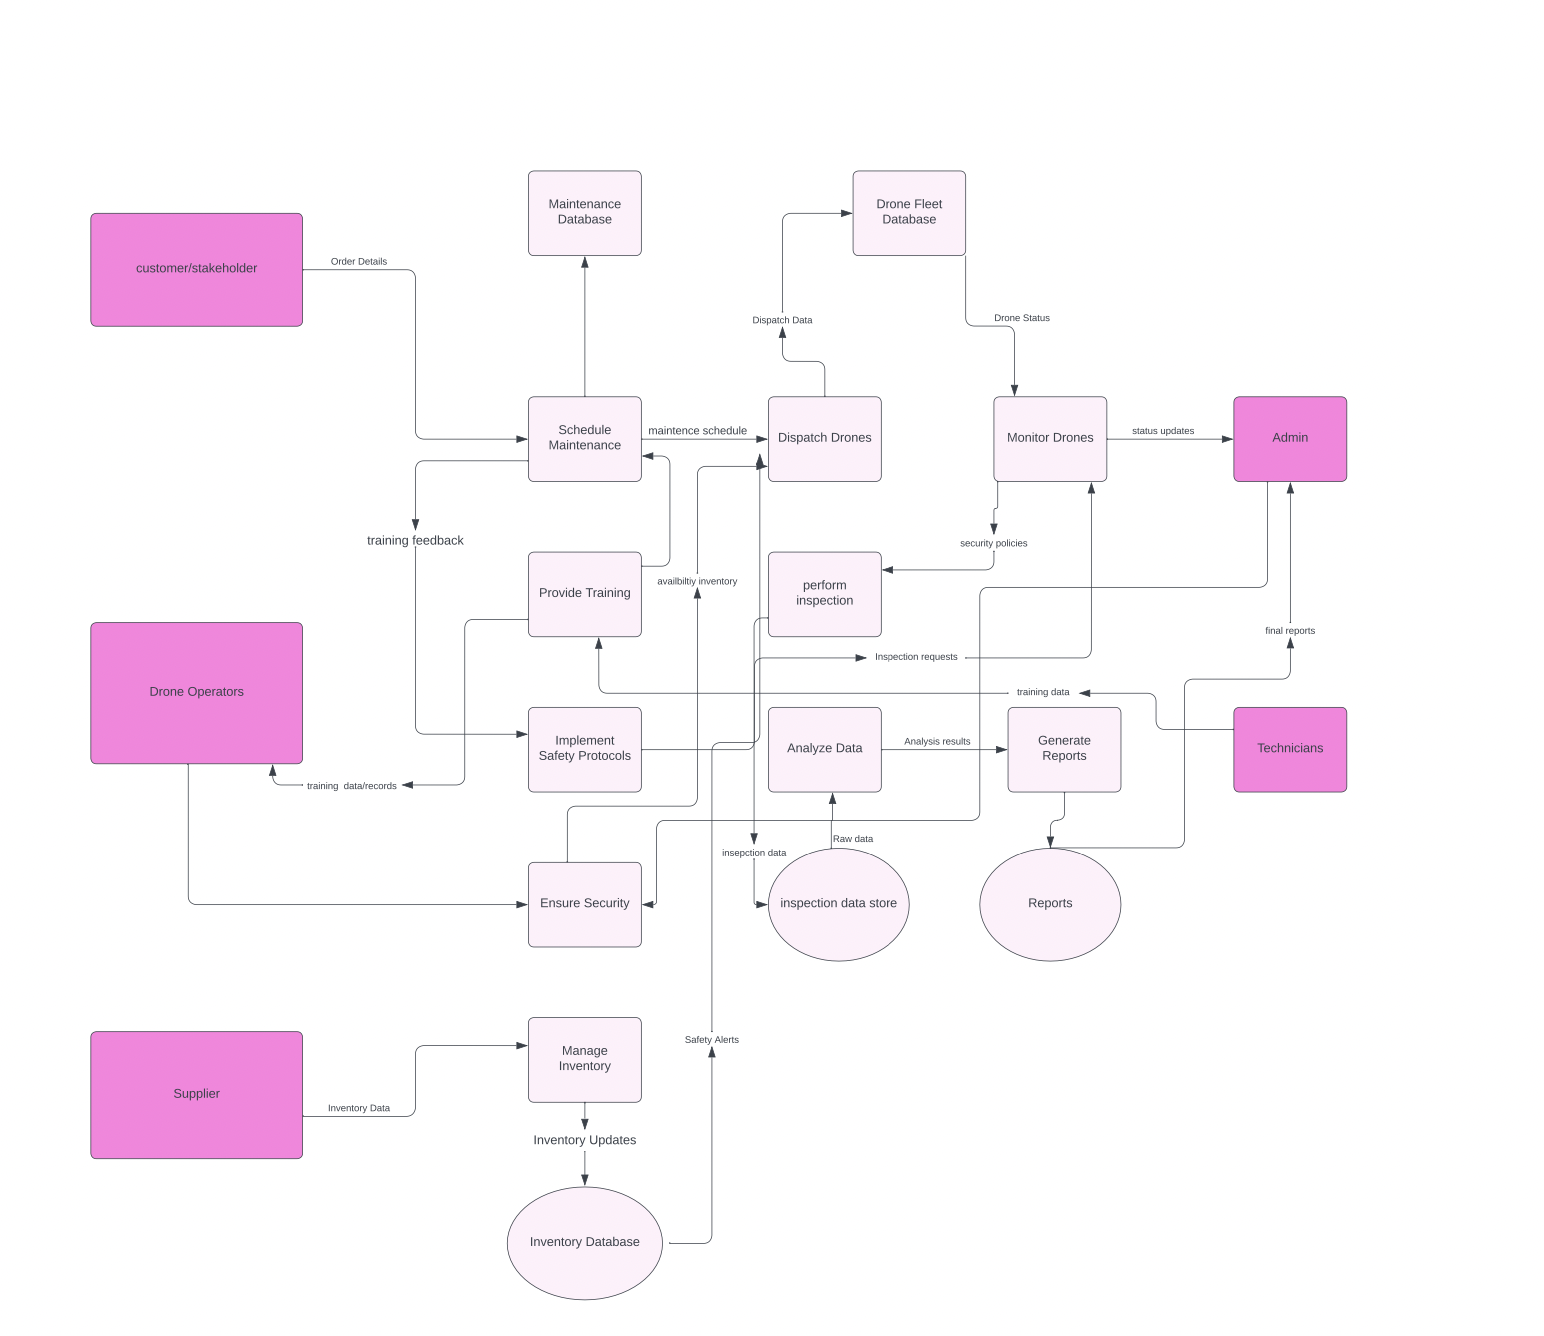 Maintenance
Database
Drone Fleet
Database
customer/stakeholder
Order Details
Dispatch Data
Drone Status
Schedule
Maintenance
maintence schedule
Dispatch Drones
Monitor Drones
status updates
Admin
training feedback
security policies
Provide Training
availbiltiy inventory
perform
inspection
final reports
Inspection requests
Drone Operators
training data
Implement
Safety Protocols
Analyze Data
Analysis results
Generate
Reports
Technicians
training  data/records
Raw data
insepction data
Ensure Security
inspection data store
Reports
Safety Alerts
Manage
Inventory
Supplier
Inventory Data
Inventory Updates
Inventory Database